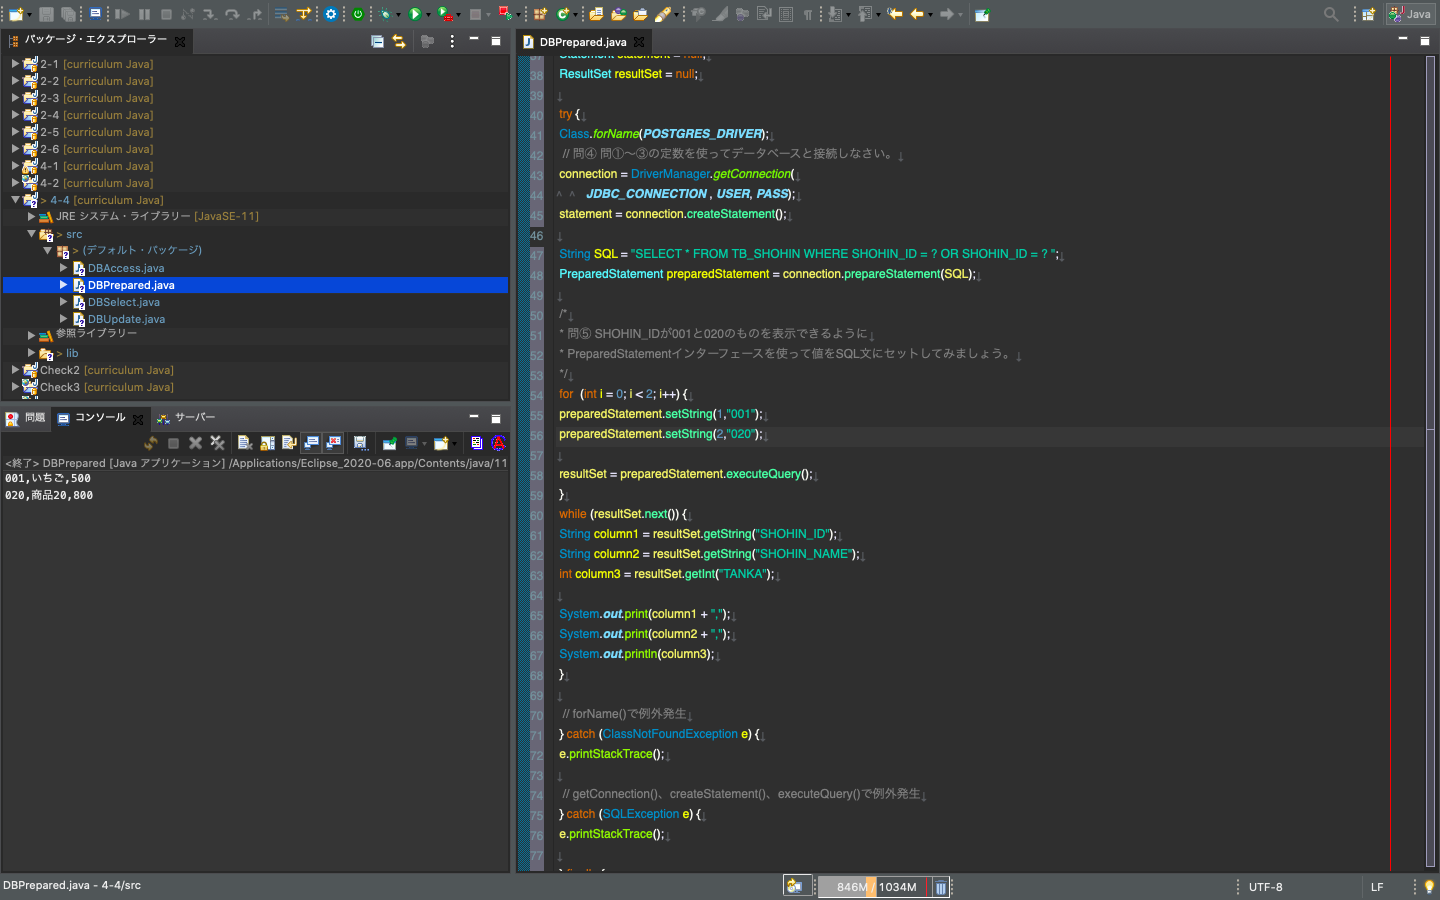 Java
パッケージ・エクスプローラー
2-1 [curriculum Java]
2-2 [curriculum Java]
2-3 [curriculum Java]
2-4 [curriculum Java]
2-5 [curriculum Java]
2-6 [curriculum Java]
4-1 [curriculum Java]
4-2 [curriculum Java]
> 4-4 [curriculum Java]
JRE システム・ライブラリー [JavaSE-11]
> src
> (デフォルト・パッケージ)
DBAccess.java
DBPrepared.java
DBSelect.java
DBUpdate.java
参照ライブラリー
> lib
Check2 [curriculum Java]
Check3 [curriculum Java]
問題 コンソール サーバー
<終了> DBPrepared [Java アプリケーション] /Applications/Eclipse_2020-06.app/Contents/java/11
001,いちご,500
020,商品20,800
DBPrepared.java
37 Statement statement = null;↓
38 ResultSet resultSet = null;↓
39 ↓
40 try {↓
41 Class.forName(POSTGRES_DRIVER);↓
42 // 問④ 問①〜③の定数を使ってデータベースと接続しなさい。↓
43 connection = DriverManager.getConnection(↓
44 ^ ^ JDBC_CONNECTION , USER, PASS);↓
45 statement = connection.createStatement();↓
46 ↓
47 String SQL = "SELECT * FROM TB_SHOHIN WHERE SHOHIN_ID = ? OR SHOHIN_ID = ? ";↓
48 PreparedStatement preparedStatement = connection.prepareStatement(SQL);↓
49 ↓
50 /*↓
51 * 問⑤ SHOHIN_IDが001と020のものを表示できるように↓
52 * PreparedStatementインターフェースを使って値をSQL文にセットしてみましょう。↓
53 */↓
54 for (int i = 0; i < 2; i++) {↓
55 preparedStatement.setString(1,"001");↓
56 preparedStatement.setString(2,"020");↓
57 ↓
58 resultSet = preparedStatement.executeQuery();↓
59 }↓
60 while (resultSet.next()) {↓
61 String column1 = resultSet.getString("SHOHIN_ID");↓
62 String column2 = resultSet.getString("SHOHIN_NAME");↓
63 int column3 = resultSet.getInt("TANKA");↓
64 ↓
65 System.out.print(column1 + ",");↓
66 System.out.print(column2 + ",");↓
67 System.out.println(column3);↓
68 }↓
69 ↓
70 // forName()で例外発生↓
71 } catch (ClassNotFoundException e) {↓
72 e.printStackTrace();↓
73 ↓
74 // getConnection()、createStatement()、executeQuery()で例外発生↓
75 } catch (SQLException e) {↓
76 e.printStackTrace();↓
77 ↓
DBPrepared.java - 4-4/src
846M / 1034M
UTF-8
LF